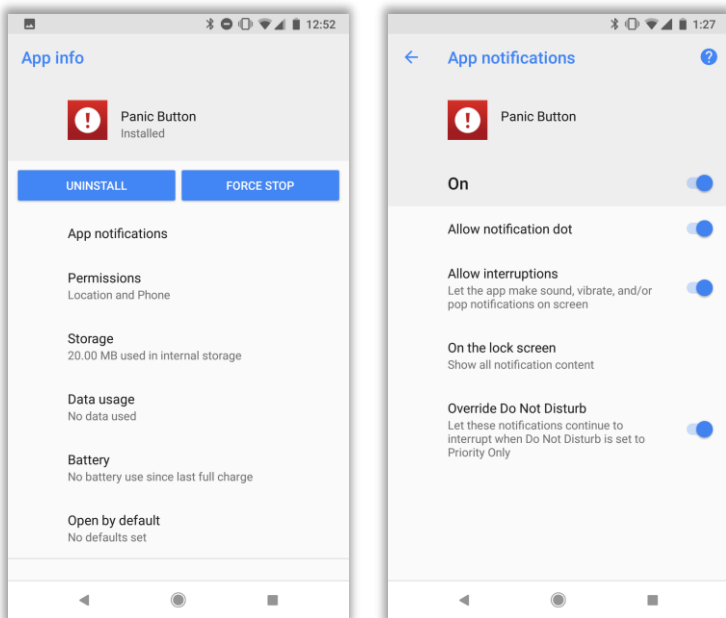 12:52
App info
Panic Button
Installed
UNINSTALL
FORCE STOP
App notifications
Permissions
Location and Phone
Storage
20.00 MB used in internal storage
Data usage
No data used
Battery
No battery use since last full charge
Open by default
No defaults set
1:27
App notifications
Panic Button
On
Allow notification dot
Allow interruptions
Let the app make sound, vibrate, and/or
pop notifications on screen
On the lock screen
Show all notification content
Override Do Not Disturb
Let these notifications continue to
interrupt when Do Not Disturb is set to
Priority Only